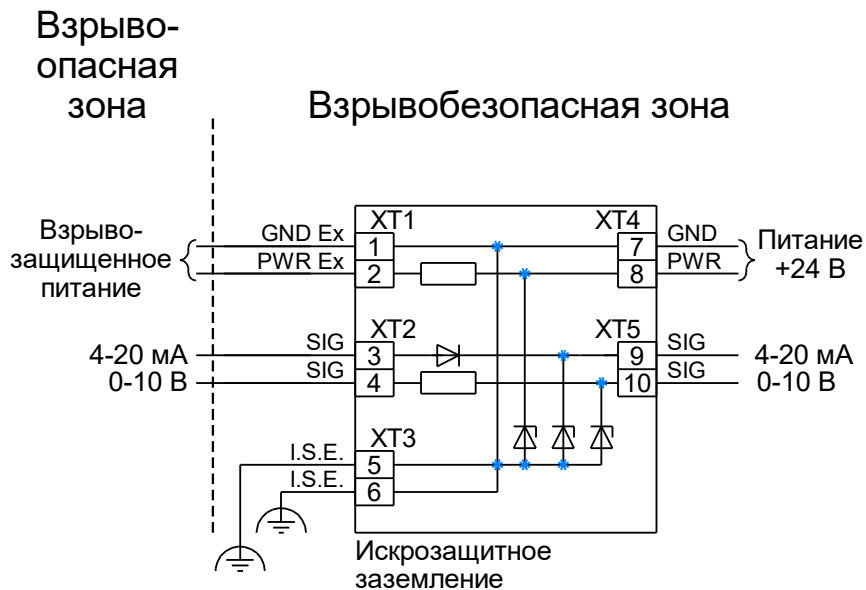 Взрыво-
опасная
зона
Взрывобезопасная зона
XT1
XT4
Взрыво-
защищенное
питание
GND Ex
1
7
GND
PWR Ex
2
8
PWR
Питание
+24 В
XT2
XT5
4-20 мА
SIG
3
9
SIG
4-20 мА
0-10 В
SIG
4
10
SIG
0-10 В
XT3
I.S.E.
5
I.S.E.
6
Искрозащитное
заземление